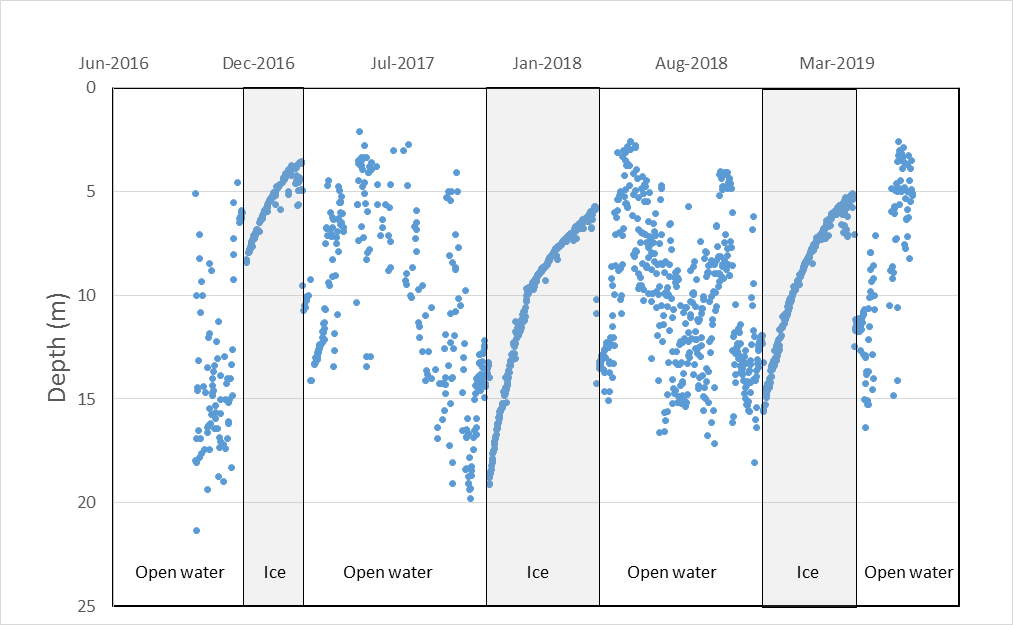 Jun-2016 Dec-2016 Jul-2017 Jan-2018 Aug-2018 Mar-2019
0
5
10
Depth (m)
15
20
Open water Ice Open water Ice Open water Ice Open water
25